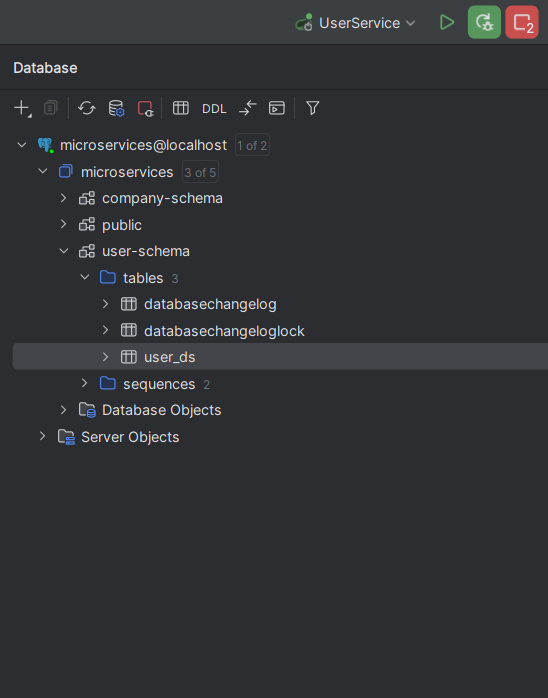 UserService
2
Database
DDL
microservices@localhost 1 of 2
microservices 3 of 5
company-schema
public
user-schema
tables 3
databasechangelog
databasechangeloglock
user_ds
sequences 2
Database Objects
Server Objects